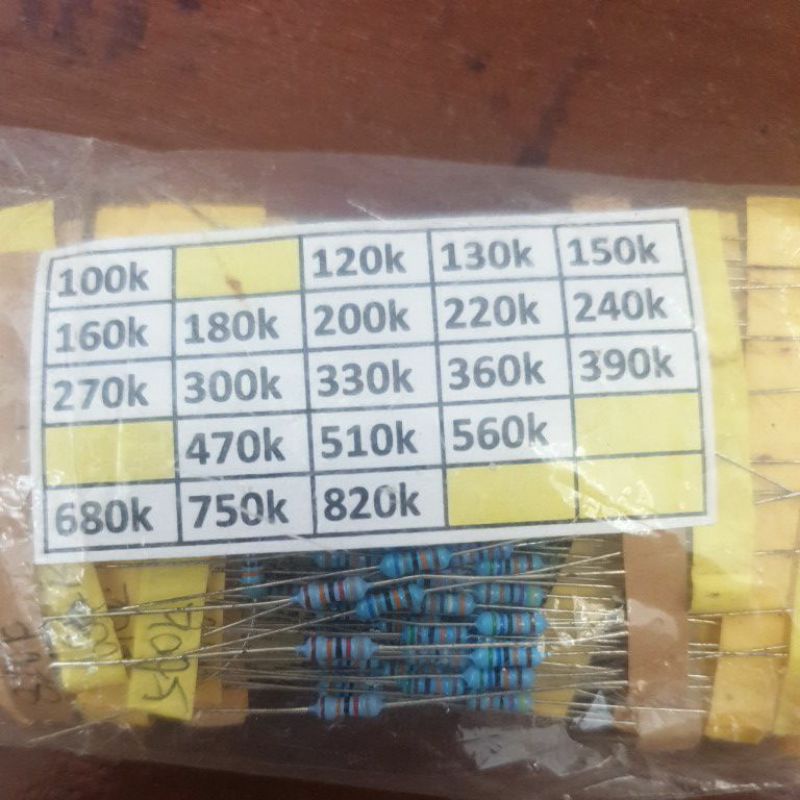 100k 120k 130k 150k
160k 180k 200k 220k 240k
270k 300k 330k 360k 390k
470k 510k 560k
680k 750k 820k